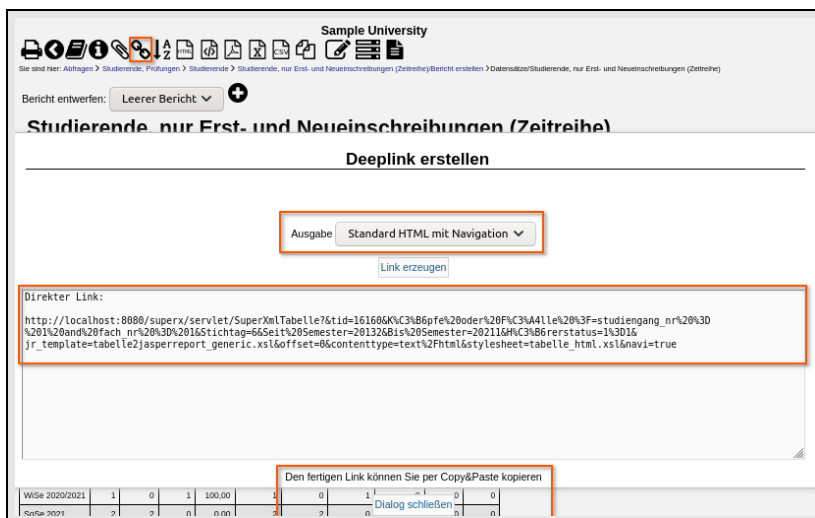 Sample University
Sie sind hier: Abfragen > Studierende, Prüfungen > Studierende > Studierende, nur Erst- und Neueinschreibungen (Zeitreihe)/Bericht erstellen > Datensätze/Studierende, nur Erst- und Neueinschreibungen (Zeitreihe)
Bericht entwerfen: Leerer Bericht
Studierende, nur Erst- und Neueinschreibungen (Zeitreihe)
Deeplink erstellen
Ausgabe Standard HTML mit Navigation
Link erzeugen
Direkter Link:
http://localhost:8080/superx/servlet/SuperXmlTabelle?&tid=16160&K%C3%B6pfe%20oder%20F%C3%A4lle%20%3F=studiengang_nr%20%3D
%201%20and%20fach_nr%20%3D%201&Stichtag=6&Seit%20Semester=20132&Bis%20Semester=20211&H%C3%B6rerstatus=1%3D1&
jr_template=tabelle2jasperreport_generic.xsl&offset=0&contenttype=text%2Fhtml&stylesheet=tabelle_html.xsl&navi=true
Den fertigen Link können Sie per Copy&Paste kopieren
WiSe 2020/2021 1 0 1 100,00 1 0 1 0 0 0
Dialog schließen
SoSe 2021 2 2 0 0,00 2 2 0 0 0